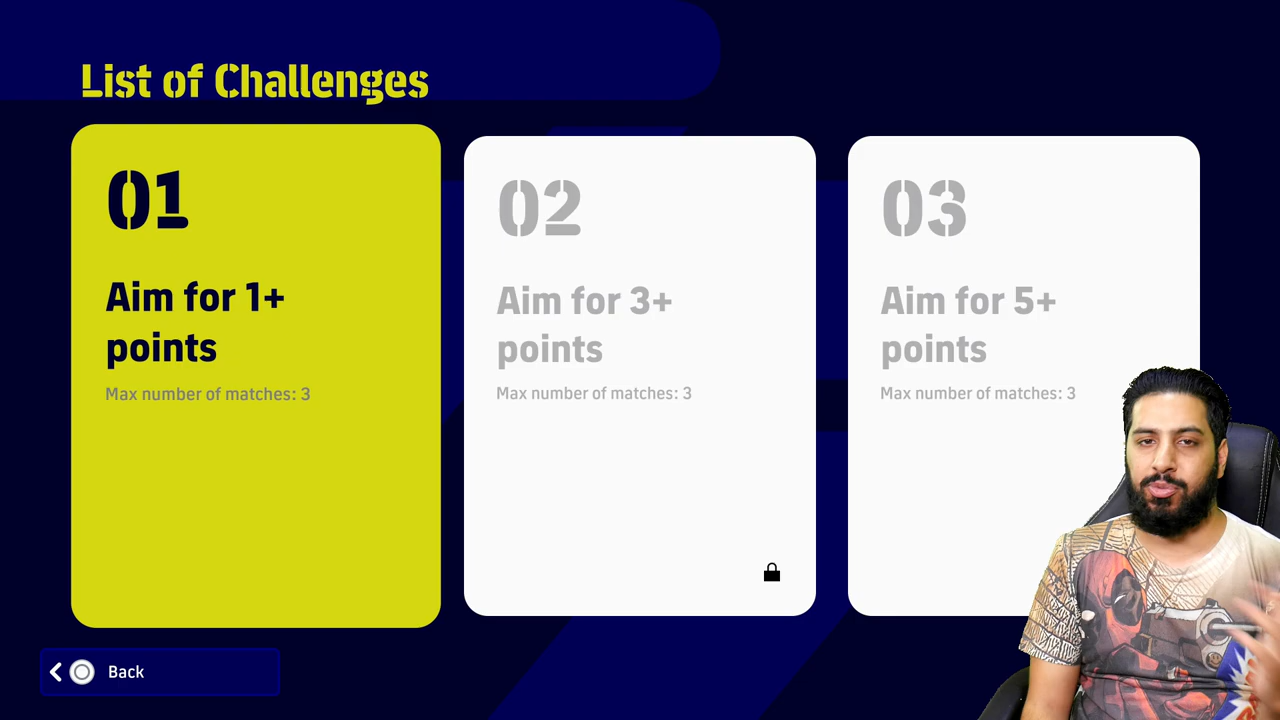 List of Challenges
01
Aim for 1+
points
Max number of matches: 3
02
Aim for 3+
points
Max number of matches: 3
03
Aim for 5+
points
Max number of matches: 3
Back